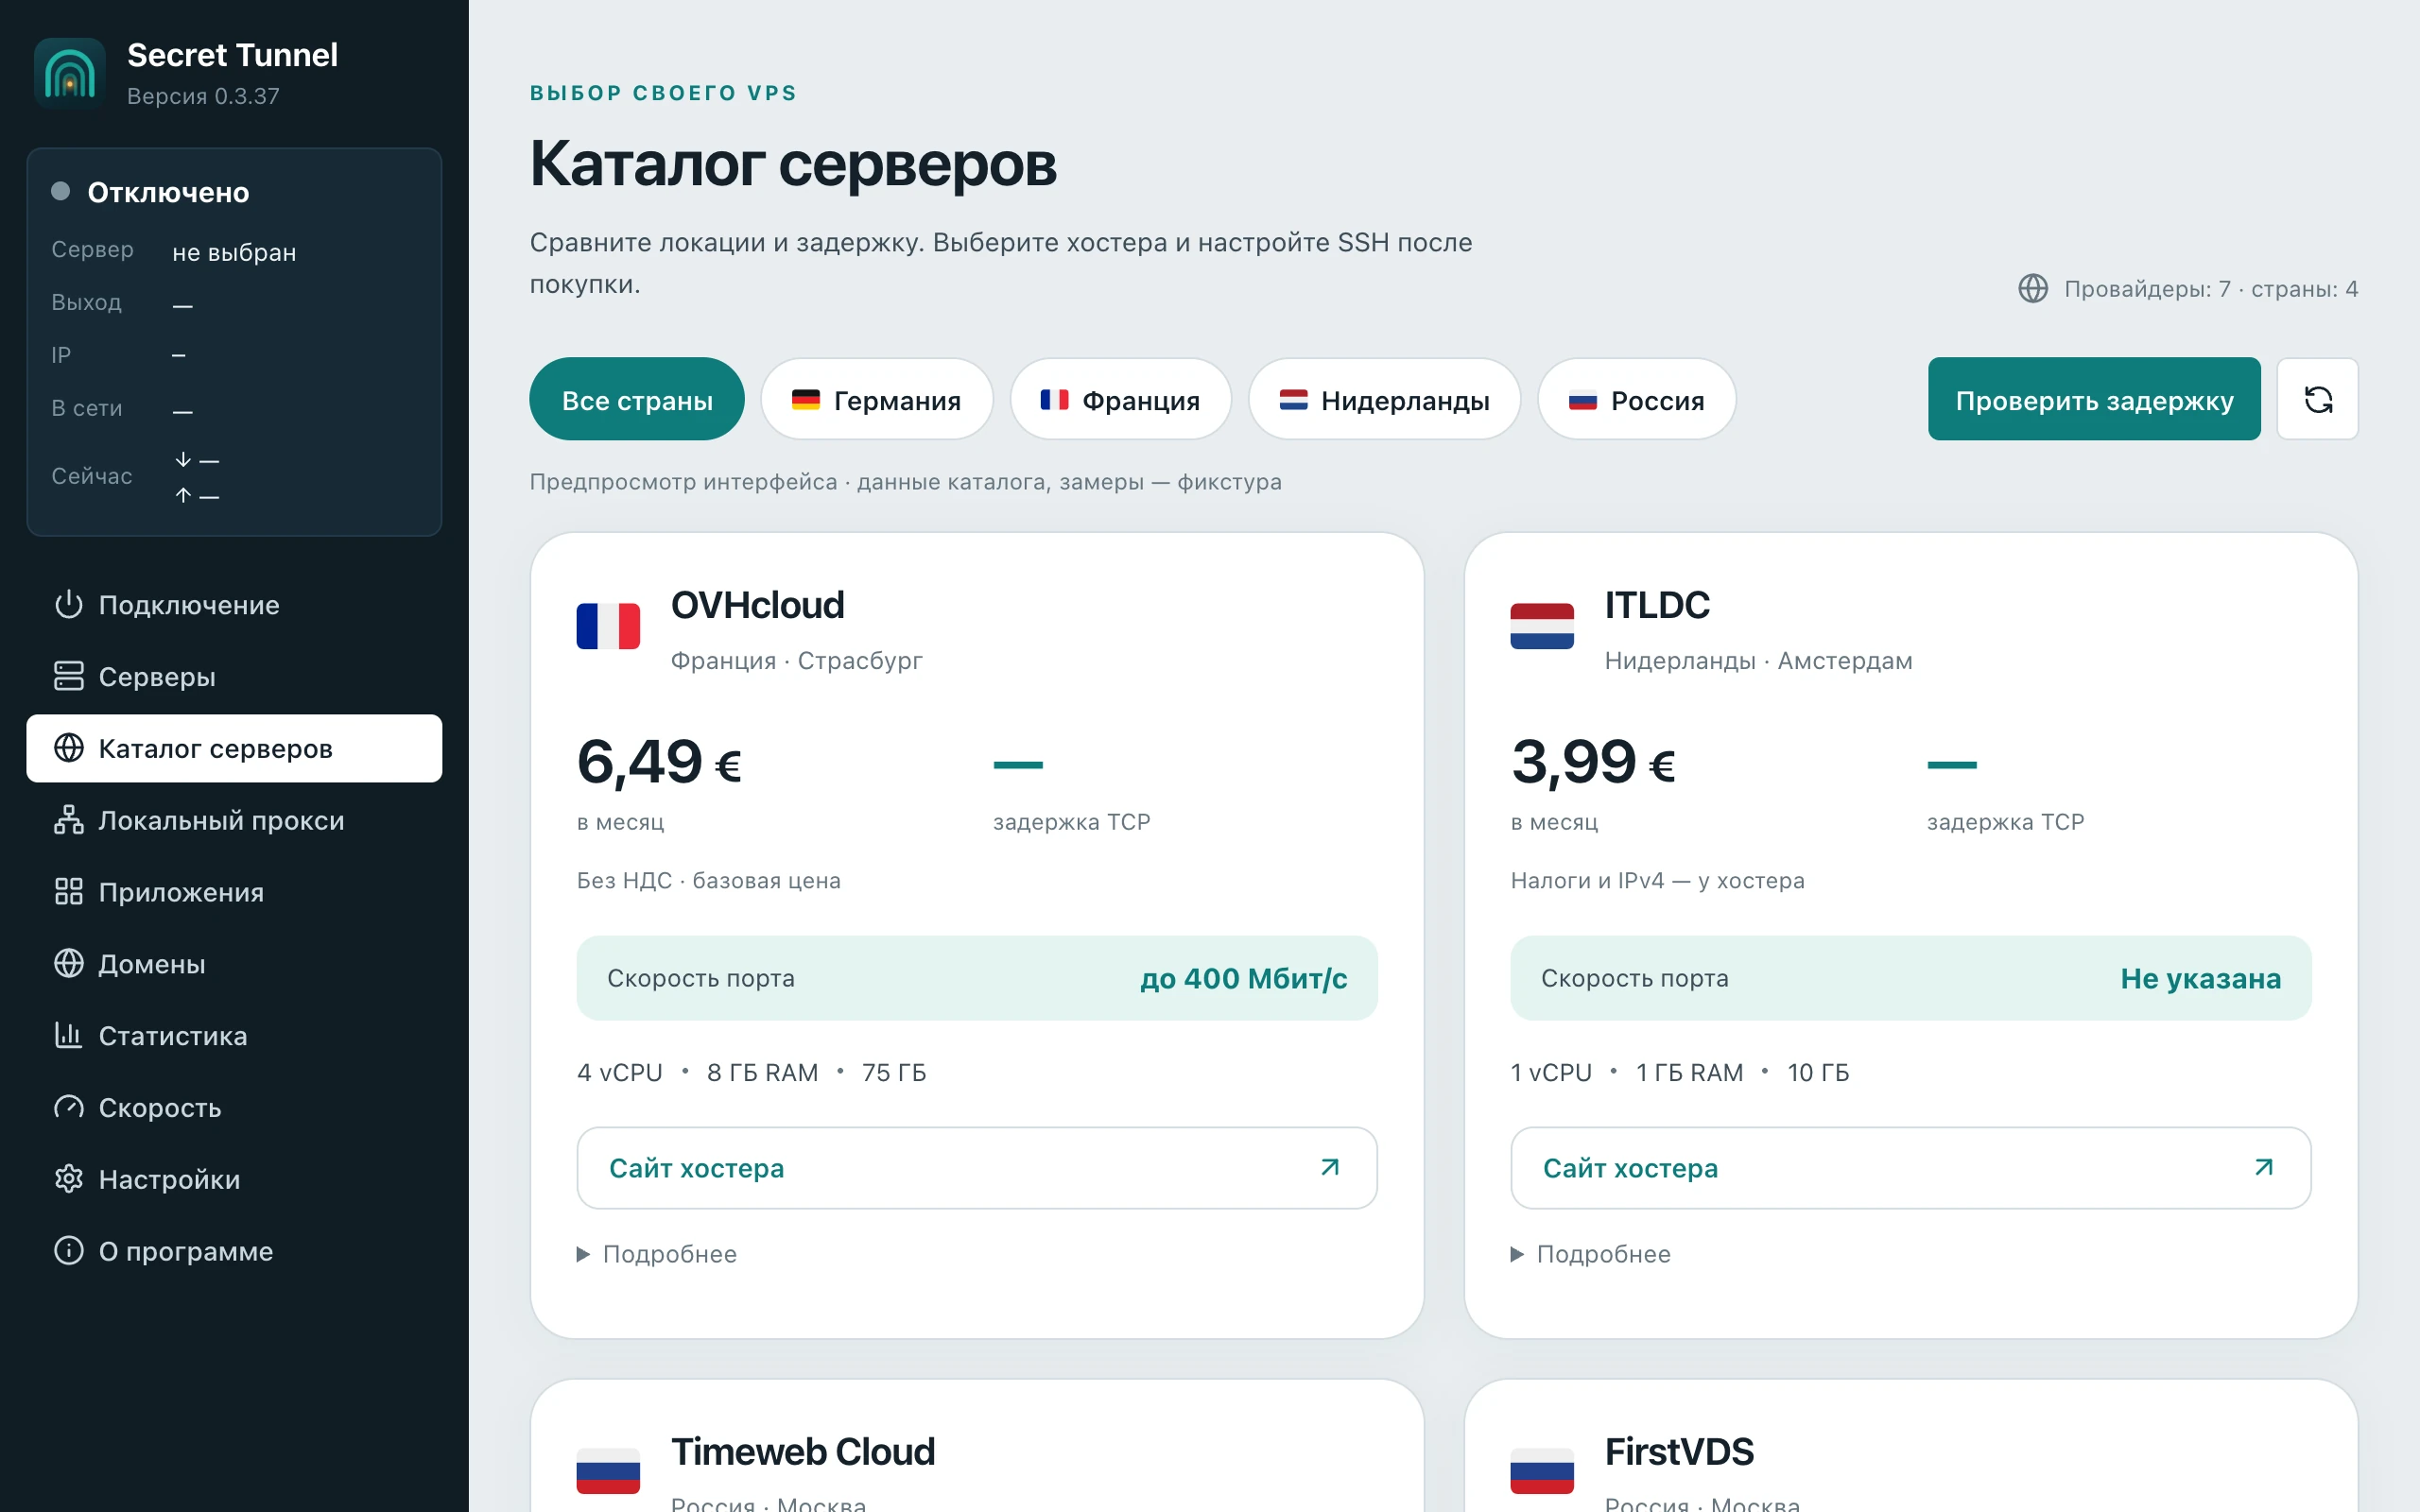 Secret Tunnel
Версия 0.3.37
Отключено
Сервер не выбран
Выход —
IP –
В сети —
Сейчас ↓ —
↑ —
Подключение
Серверы
Каталог серверов
Локальный прокси
Приложения
Домены
Статистика
Скорость
Настройки
О программе
ВЫБОР СВОЕГО VPS
Каталог серверов
Сравните локации и задержку. Выберите хостера и настройте SSH после
покупки.
Провайдеры: 7 · страны: 4
Все страны
Германия
Франция
Нидерланды
Россия
Проверить задержку
Предпросмотр интерфейса · данные каталога, замеры — фикстура
OVHcloud
Франция · Страсбург
6,49 € —
в месяц задержка TCP
Без НДС · базовая цена
Скорость порта до 400 Мбит/с
4 vCPU • 8 ГБ RAM • 75 ГБ
Сайт хостера
Подробнее
ITLDC
Нидерланды · Амстердам
3,99 € —
в месяц задержка TCP
Налоги и IPv4 — у хостера
Скорость порта Не указана
1 vCPU • 1 ГБ RAM • 10 ГБ
Сайт хостера
Подробнее
Timeweb Cloud
Россия · Москва
FirstVDS
Россия · Москва